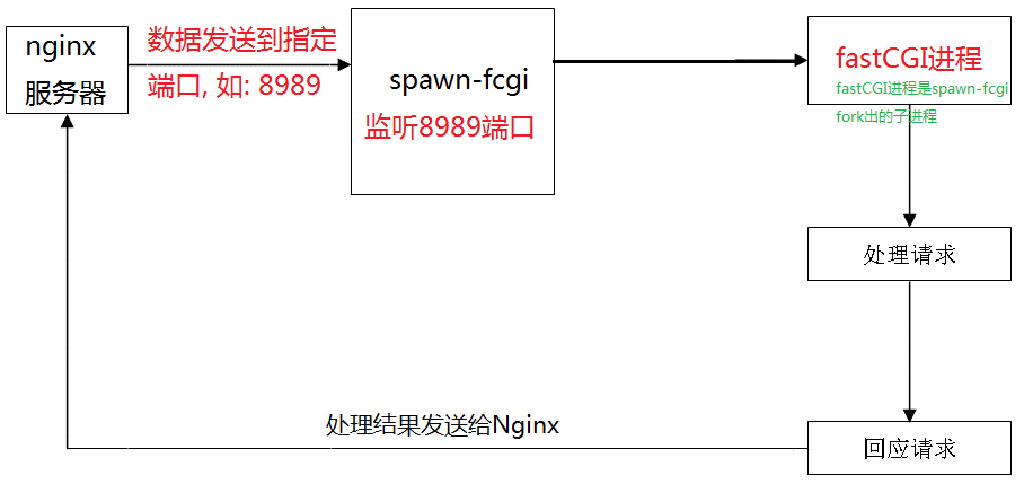 nginx
服务器
数据发送到指定
端口, 如: 8989
spawn-fcgi
监听8989端口
fastCGI进程
fastCGI进程是spawn-fcgi
fork出的子进程
处理请求
处理结果发送给Nginx
回应请求